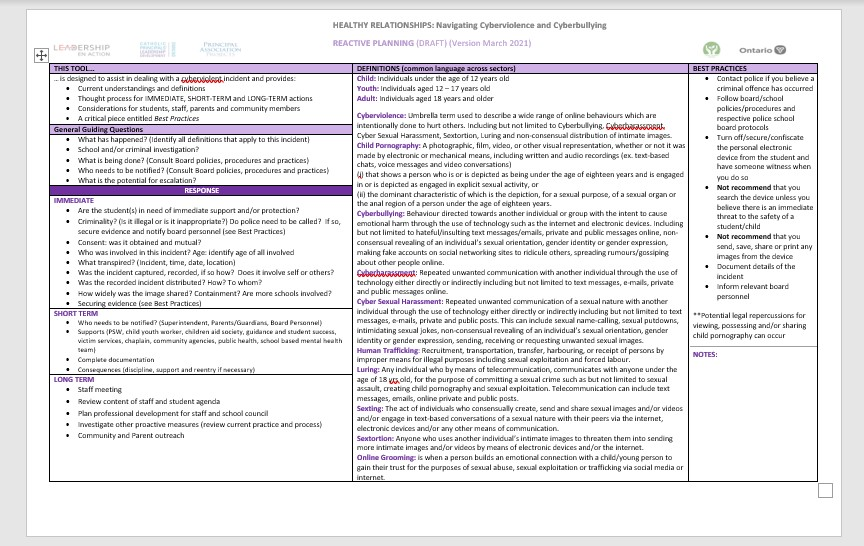 HEALTHY RELATIONSHIPS: Navigating Cyberviolence and Cyberbullying
REACTIVE PLANNING (DRAFT) (Version March 2021)
LEADERSHIP
EN ACTION
PRINCIPAL
ASSOCIATION
Ontario
THIS TOOL…
… is designed to assist in dealing with a cyberviolent incident and provides:
• Current understandings and definitions
• Thought process for IMMEDIATE, SHORT-TERM and LONG-TERM actions
• Considerations for students, staff, parents and community members
• A critical piece entitled Best Practices
General Guiding Questions
• What has happened? (Identify all definitions that apply to this incident)
• School and/or criminal investigation?
• What is being done? (Consult Board policies, procedures and practices)
• Who needs to be notified? (Consult Board policies, procedures and practices)
• What is the potential for escalation?
RESPONSE
IMMEDIATE
• Are the student(s) in need of immediate support and/or protection?
• Criminality? (Is it illegal or is it inappropriate?) Do police need to be called? If so,
secure evidence and notify board personnel (see Best Practices)
• Consent: was it obtained and mutual?
• Who was involved in this incident? Age: identify age of all involved
• What transpired? (Incident, time, date, location)
• Was the incident captured, recorded, if so how? Does it involve self or others?
• Was the recorded incident distributed? How? To whom?
• How widely was the image shared? Containment? Are more schools involved?
• Securing evidence (see Best Practices)
SHORT TERM
• Who needs to be notified? (Superintendent, Parents/Guardians, Board Personnel)
• Supports (PSW, child youth worker, children aid society, guidance and student success,
victim services, chaplain, community agencies, public health, school based mental health
team)
• Complete documentation
• Consequences (discipline, support and reentry if necessary)
LONG TERM
• Staff meeting
• Review content of staff and student agenda
• Plan professional development for staff and school council
• Investigate other proactive measures (review current practice and process)
• Community and Parent outreach
DEFINITIONS (common language across sectors)
Child: Individuals under the age of 12 years old
Youth: Individuals aged 12 – 17 years old
Adult: Individuals aged 18 years and older
Cyberviolence: Umbrella term used to describe a wide range of online behaviours which are
intentionally done to hurt others. Including but not limited to Cyberbullying, Cyberharassment,
Cyber Sexual Harassment, Sextortion, Luring and non-consensual distribution of intimate images.
Child Pornography: A photographic, film, video, or other visual representation, whether or not it was
made by electronic or mechanical means, including written and audio recordings (ex. text-based
chats, voice messages and video conversations)
(i) that shows a person who is or is depicted as being under the age of eighteen years and is engaged
in or is depicted as engaged in explicit sexual activity, or
(ii) the dominant characteristic of which is the depiction, for a sexual purpose, of a sexual organ or
the anal region of a person under the age of eighteen years.
Cyberbullying: Behaviour directed towards another individual or group with the intent to cause
emotional harm through the use of technology such as the internet and electronic devices. Including
but not limited to hateful/insulting text messages/emails, private and public messages online, non-
consensual revealing of an individual's sexual orientation, gender identity or gender expression,
making fake accounts on social networking sites to ridicule others, spreading rumours/gossiping
about other people online.
Cyberharassment: Repeated unwanted communication with another individual through the use of
technology either directly or indirectly including but not limited to text messages, e-mails, private
and public messages online.
Cyber Sexual Harassment: Repeated unwanted communication of a sexual nature with another
individual through the use of technology either directly or indirectly including but not limited to text
messages, e-mails, private and public posts. This can include sexual name-calling, sexual putdowns,
intimidating sexual jokes, non-consensual revealing of an individual's sexual orientation, gender
identity or gender expression, sending, receiving or requesting unwanted sexual images.
Human Trafficking: Recruitment, transportation, transfer, harbouring, or receipt of persons by
improper means for illegal purposes including sexual exploitation and forced labour.
Luring: Any individual who by means of telecommunication, communicates with anyone under the
age of 18 yrs old, for the purpose of committing a sexual crime such as but not limited to sexual
assault, creating child pornography and sexual exploitation. Telecommunication can include text
messages, emails, online private and public posts.
Sexting: The act of individuals who consensually create, send and share sexual images and/or videos
and/or engage in text-based conversations of a sexual nature with their peers via the internet,
electronic devices and/or any other means of communication.
Sextortion: Anyone who uses another individual's intimate images to threaten them into sending
more intimate images and/or videos by means of electronic devices and/or the internet.
Online Grooming: is when a person builds an emotional connection with a child/young person to
gain their trust for the purposes of sexual abuse, sexual exploitation or trafficking via social media or
internet.
BEST PRACTICES
• Contact police if you believe a
criminal offence has occurred
• Follow board/school
policies/procedures and
respective police school
board protocols
• Turn off/secure/confiscate
the personal electronic
device from the student and
have someone witness when
you do so
• Not recommend that you
search the device unless you
believe there is an immediate
threat to the safety of a
student/child
• Not recommend that you
send, save, share or print any
images from the device
• Document details of the
incident
• Inform relevant board
personnel
**Potential legal repercussions for
viewing, possessing and/or sharing
child pornography can occur
NOTES: